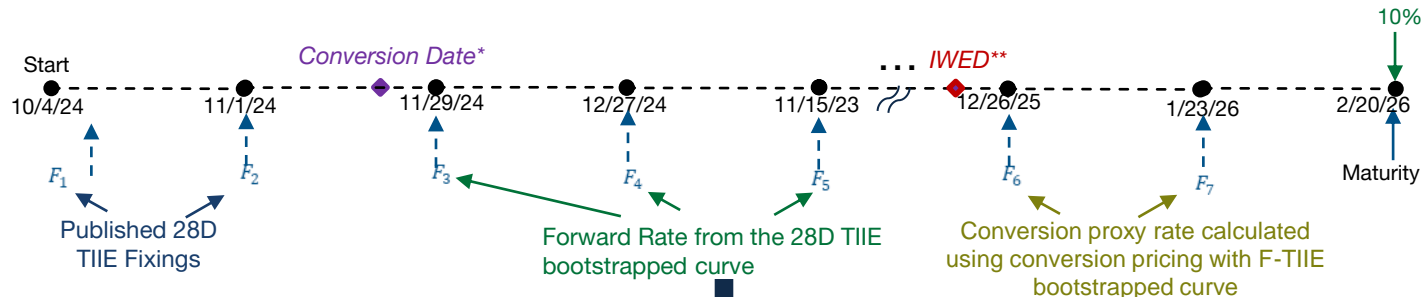 10%
Conversion Date*
... IWED**
Start
10/4/24 11/1/24 11/29/24 12/27/24 11/15/23 12/26/25 1/23/26 2/20/26
F1 F2 F3 F4 F5 F6 F7 Maturity
Published 28D
TIIE Fixings
Forward Rate from the 28D TIIE
bootstrapped curve
Conversion proxy rate calculated
using conversion pricing with F-TIIE
bootstrapped curve